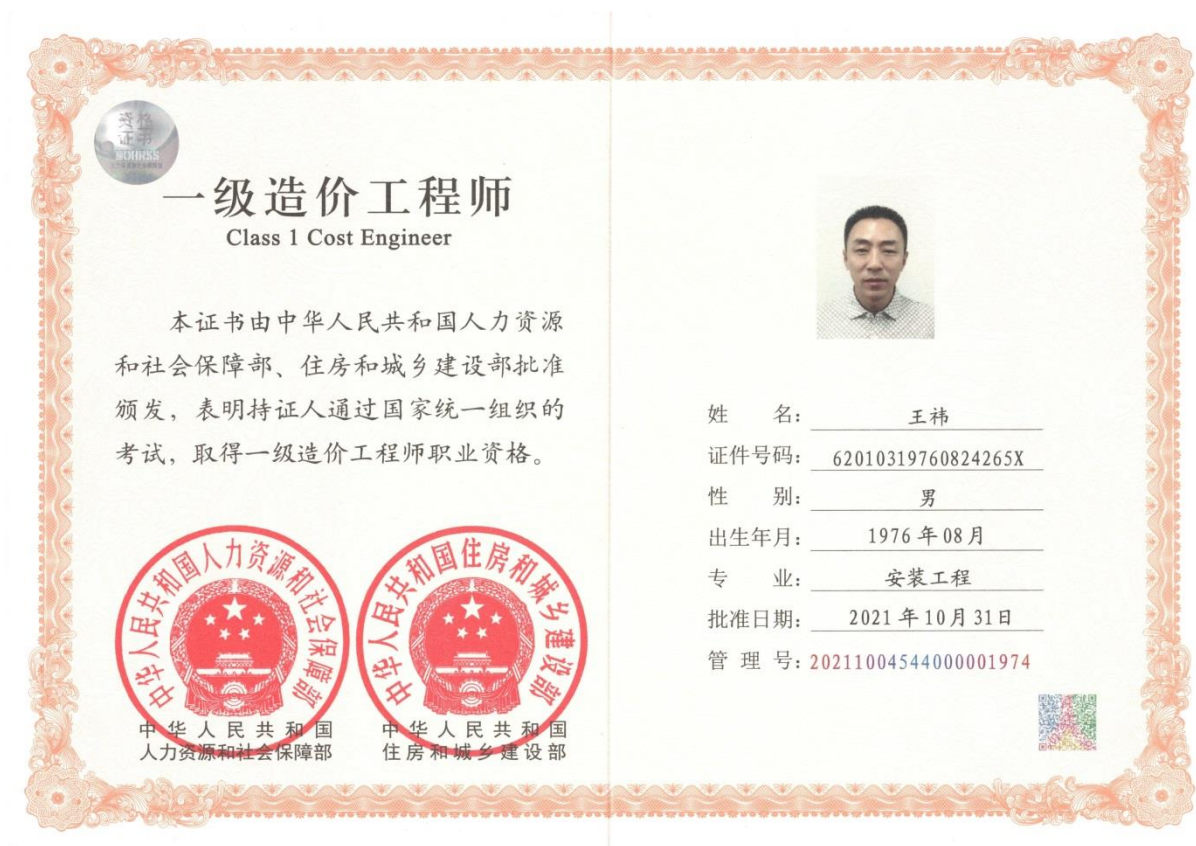 资格
证书
MOHRSS
一级造价工程师
Class 1 Cost Engineer
本证书由中华人民共和国人力资源
和社会保障部、住房和城乡建设部批准
颁发，表明持证人通过国家统一组织的
考试，取得一级造价工程师职业资格。
中华人民共和国人力资源和社会保障部
中华人民共和国住房和城乡建设部
中华人民共和国
人力资源和社会保障部
中华人民共和国
住房和城乡建设部
姓 名： 王祎
证件号码： 62010319760824265X
性 别： 男
出生年月： 1976年08月
专 业： 安装工程
批准日期： 2021年10月31日
管 理 号： 20211004544000001974